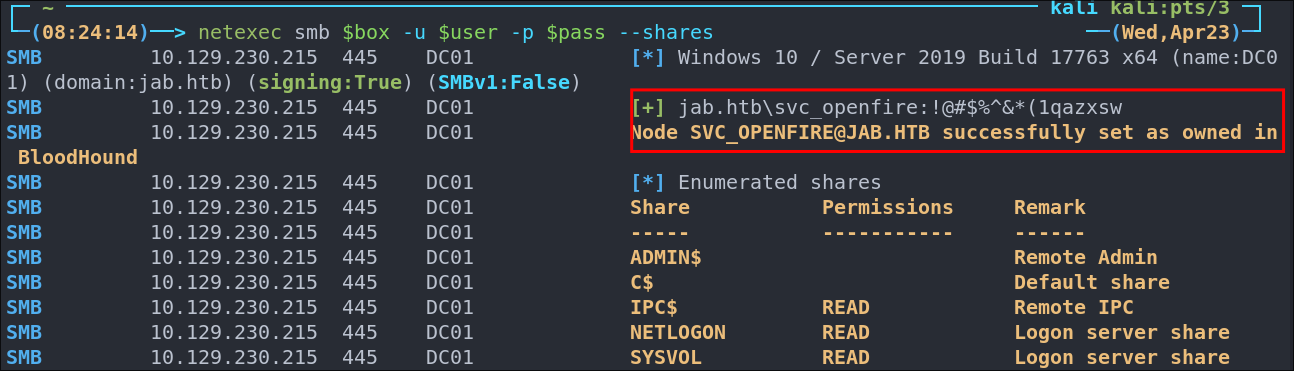 ~ kali kali:pts/3
(08:24:14)──> netexec smb $box -u $user -p $pass --shares (Wed,Apr23)
SMB 10.129.230.215 445 DC01 [*] Windows 10 / Server 2019 Build 17763 x64 (name:DC0
1) (domain:jab.htb) (signing:True) (SMBv1:False)
SMB 10.129.230.215 445 DC01 [+] jab.htb\svc_openfire:!@#$%^&*(1qazxsw
Node SVC_OPENFIRE@JAB.HTB successfully set as owned in
BloodHound
SMB 10.129.230.215 445 DC01 [*] Enumerated shares
SMB 10.129.230.215 445 DC01 Share Permissions Remark
SMB 10.129.230.215 445 DC01 ----- ----------- ------
SMB 10.129.230.215 445 DC01 ADMIN$ Remote Admin
SMB 10.129.230.215 445 DC01 C$ Default share
SMB 10.129.230.215 445 DC01 IPC$ READ Remote IPC
SMB 10.129.230.215 445 DC01 NETLOGON READ Logon server share
SMB 10.129.230.215 445 DC01 SYSVOL READ Logon server share